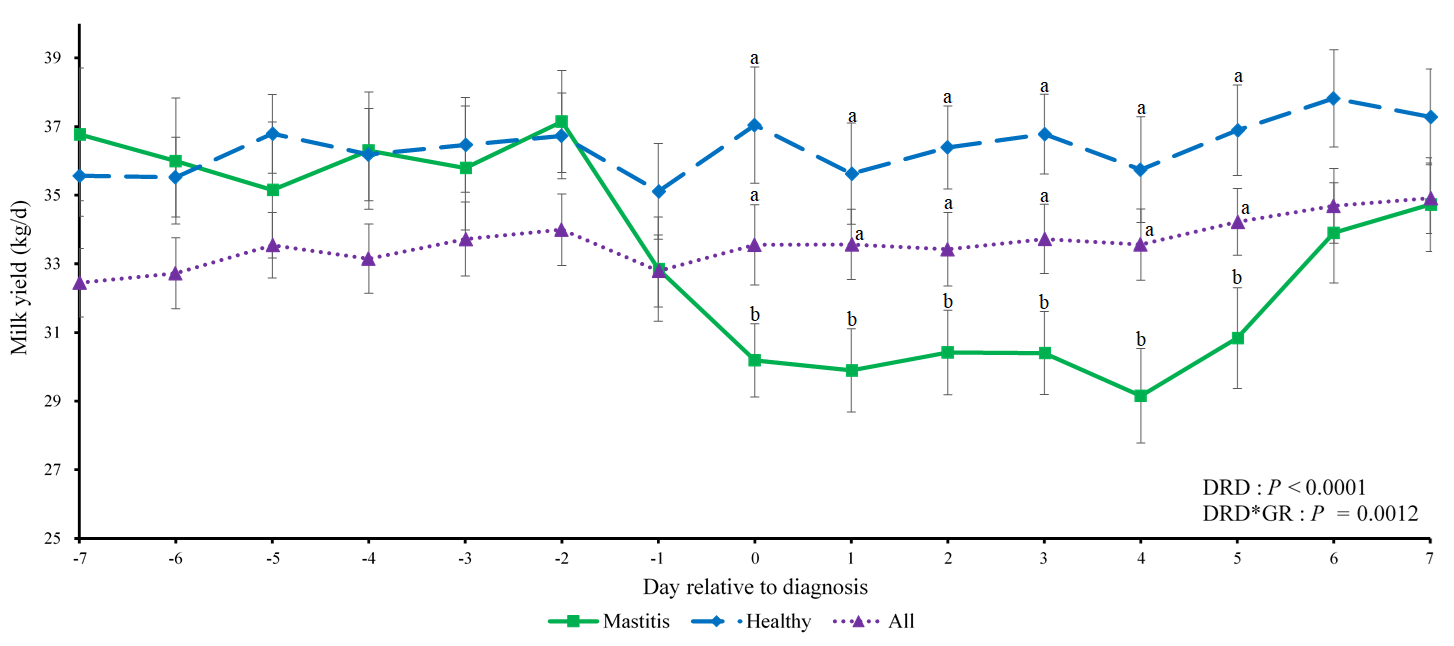 39
37
35
33
31
29
27
25
Milk yield (kg/d)
a a a a a a
a a a a a a
b b b b b b
DRD : P < 0.0001
DRD*GR : P = 0.0012
-7 -6 -5 -4 -3 -2 -1 0 1 2 3 4 5 6 7
Day relative to diagnosis
Mastitis Healthy All